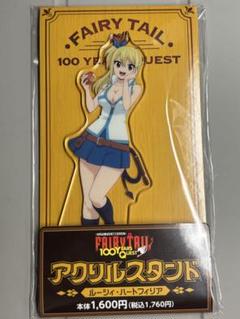 FAIRY TAIL
100 YEARS QUEST
FAIRY TAIL
100 YEARS QUEST
アクリルスタンド
ルーシィ・ハートフィリア
本体1,600円(税込1,760円)